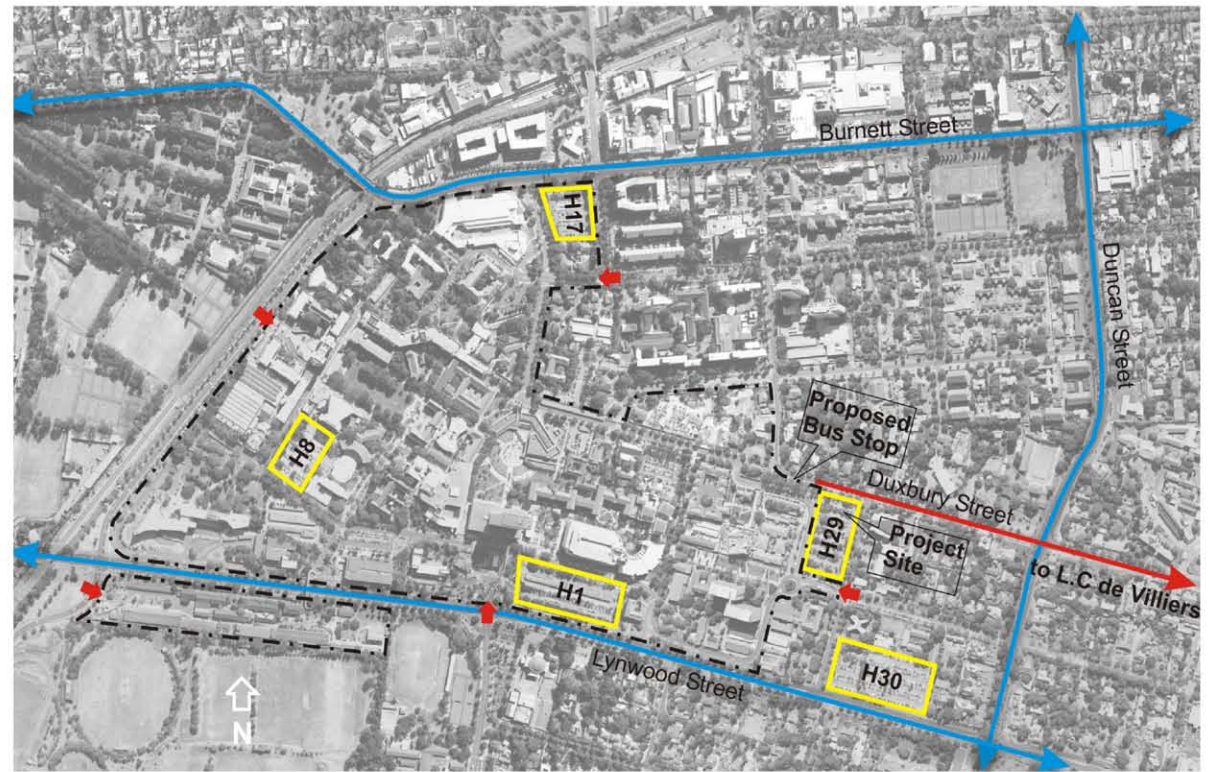 Burnett Street
H17
Duncan Street
Proposed
Bus Stop
H8
Duxbury Street
H29
Project
Site
to L.C de Villiers
H1
Lynwood Street
H30
N